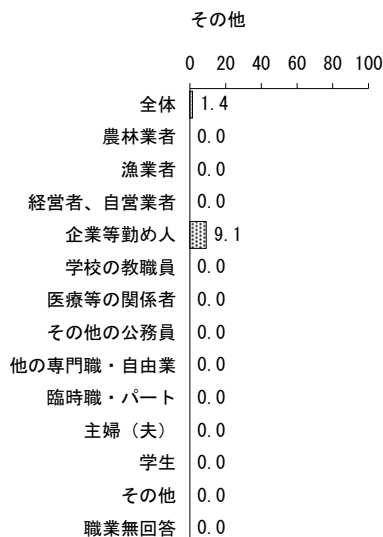 その他
0 20 40 60 80 100
全体 1.4
農林業者 0.0
漁業者 0.0
経営者、自営業者 0.0
企業等勤め人 9.1
学校の教職員 0.0
医療等の関係者 0.0
その他の公務員 0.0
他の専門職・自由業 0.0
臨時職・パート 0.0
主婦（夫） 0.0
学生 0.0
その他 0.0
職業無回答 0.0